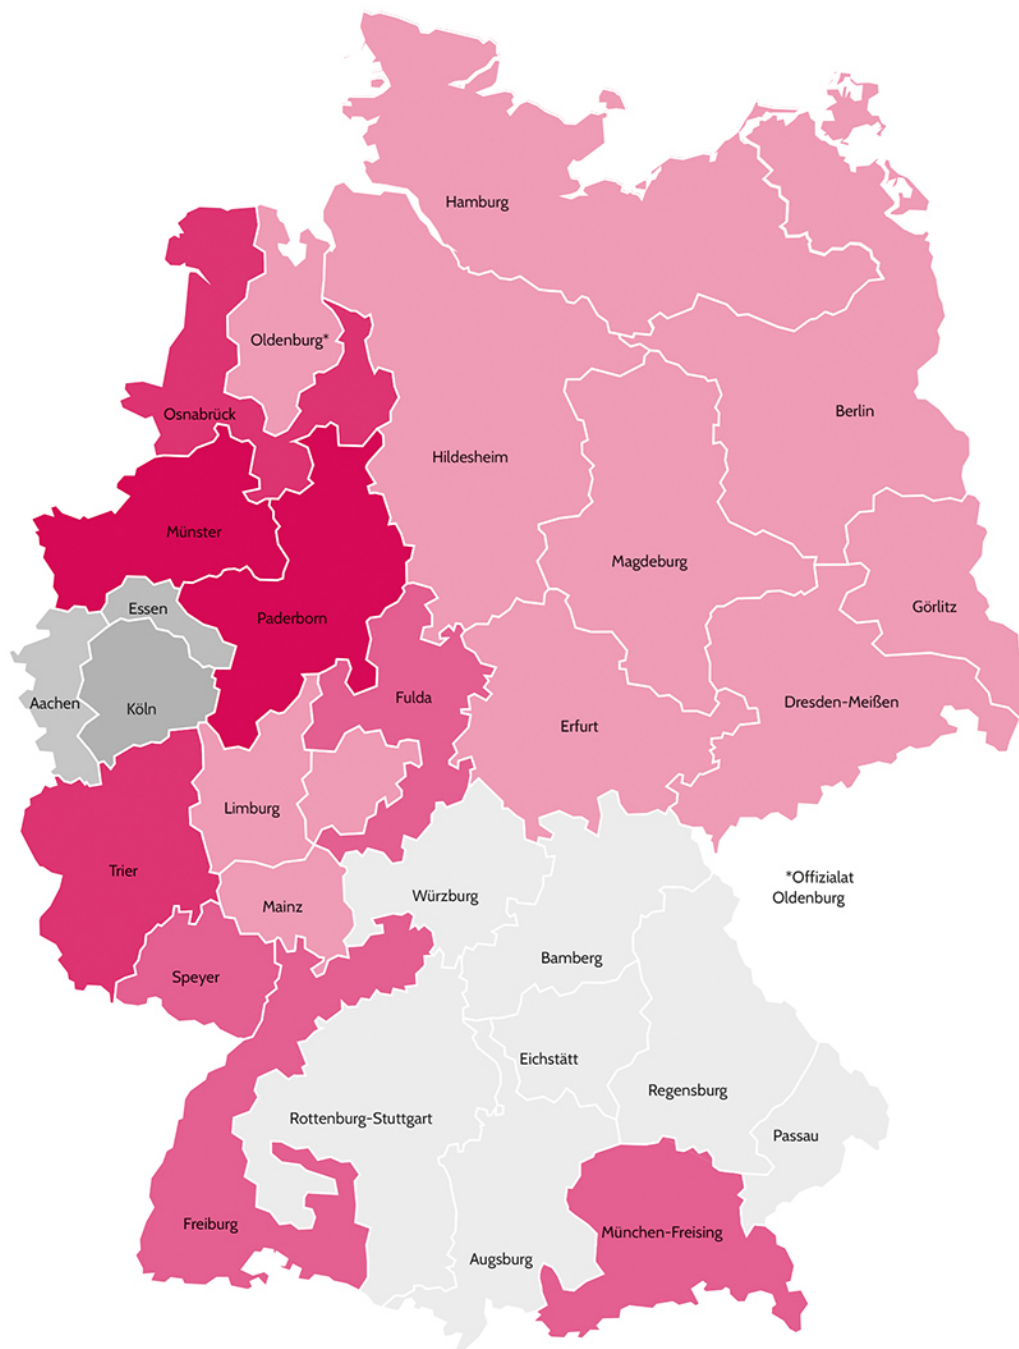 Hamburg
Oldenburg*
Osnabrück
Berlin
Hildesheim
Münster
Magdeburg
Essen
Görlitz
Paderborn
Fulda
Aachen
Köln
Dresden-Meißen
Erfurt
Limburg
Trier
*Offizialat
Oldenburg
Würzburg
Mainz
Bamberg
Speyer
Eichstätt
Regensburg
Rottenburg-Stuttgart
Passau
Freiburg
München-Freising
Augsburg